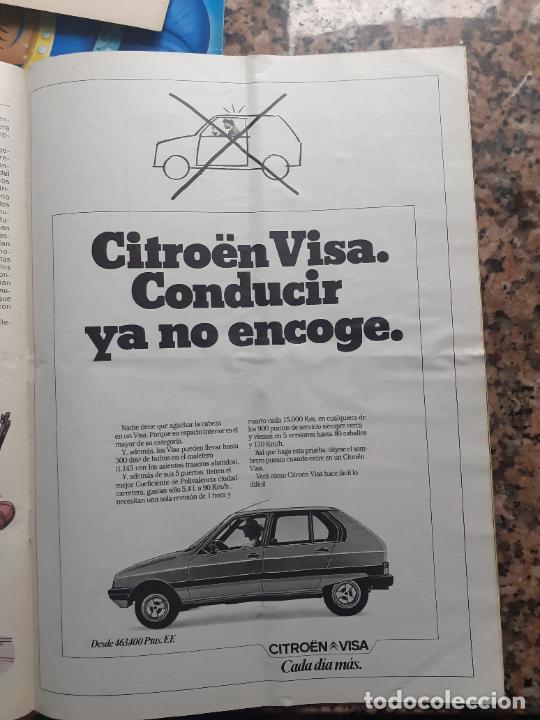 Citroën Visa.
Conducir
ya no encoge.
Nadie tiene que agachar la cabeza
en un Visa. Porque su espacio interior es el
mayor de su categoría.
Y, además, los Visa pueden llevar hasta
300 dm³ de bultos en el maletero
(1.145 con los asientos traseros abatidos).
Y, además de sus 5 puertas, tienen el
mejor Coeficiente de Polivalencia ciudad-
carretera, gastan sólo 5,4 l. a 90 Km/h.,
necesitan una sola revisión de 1 hora y
cuarto cada 15.000 Kms. en cualquiera de
los 900 puntos de servicio siempre cerca
y vienen en 5 versiones hasta 80 caballos
y 170 Km/h.
Así que haga esta prueba: déjese el som-
brero puesto cuando entre en un Citroën
Visa.
Verá cómo Citroën Visa hace fácil lo
difícil.
Desde 463.400 Ptas. F.F.
CITROËN VISA
Cada día más.
todocoleccion
todocoleccion.net